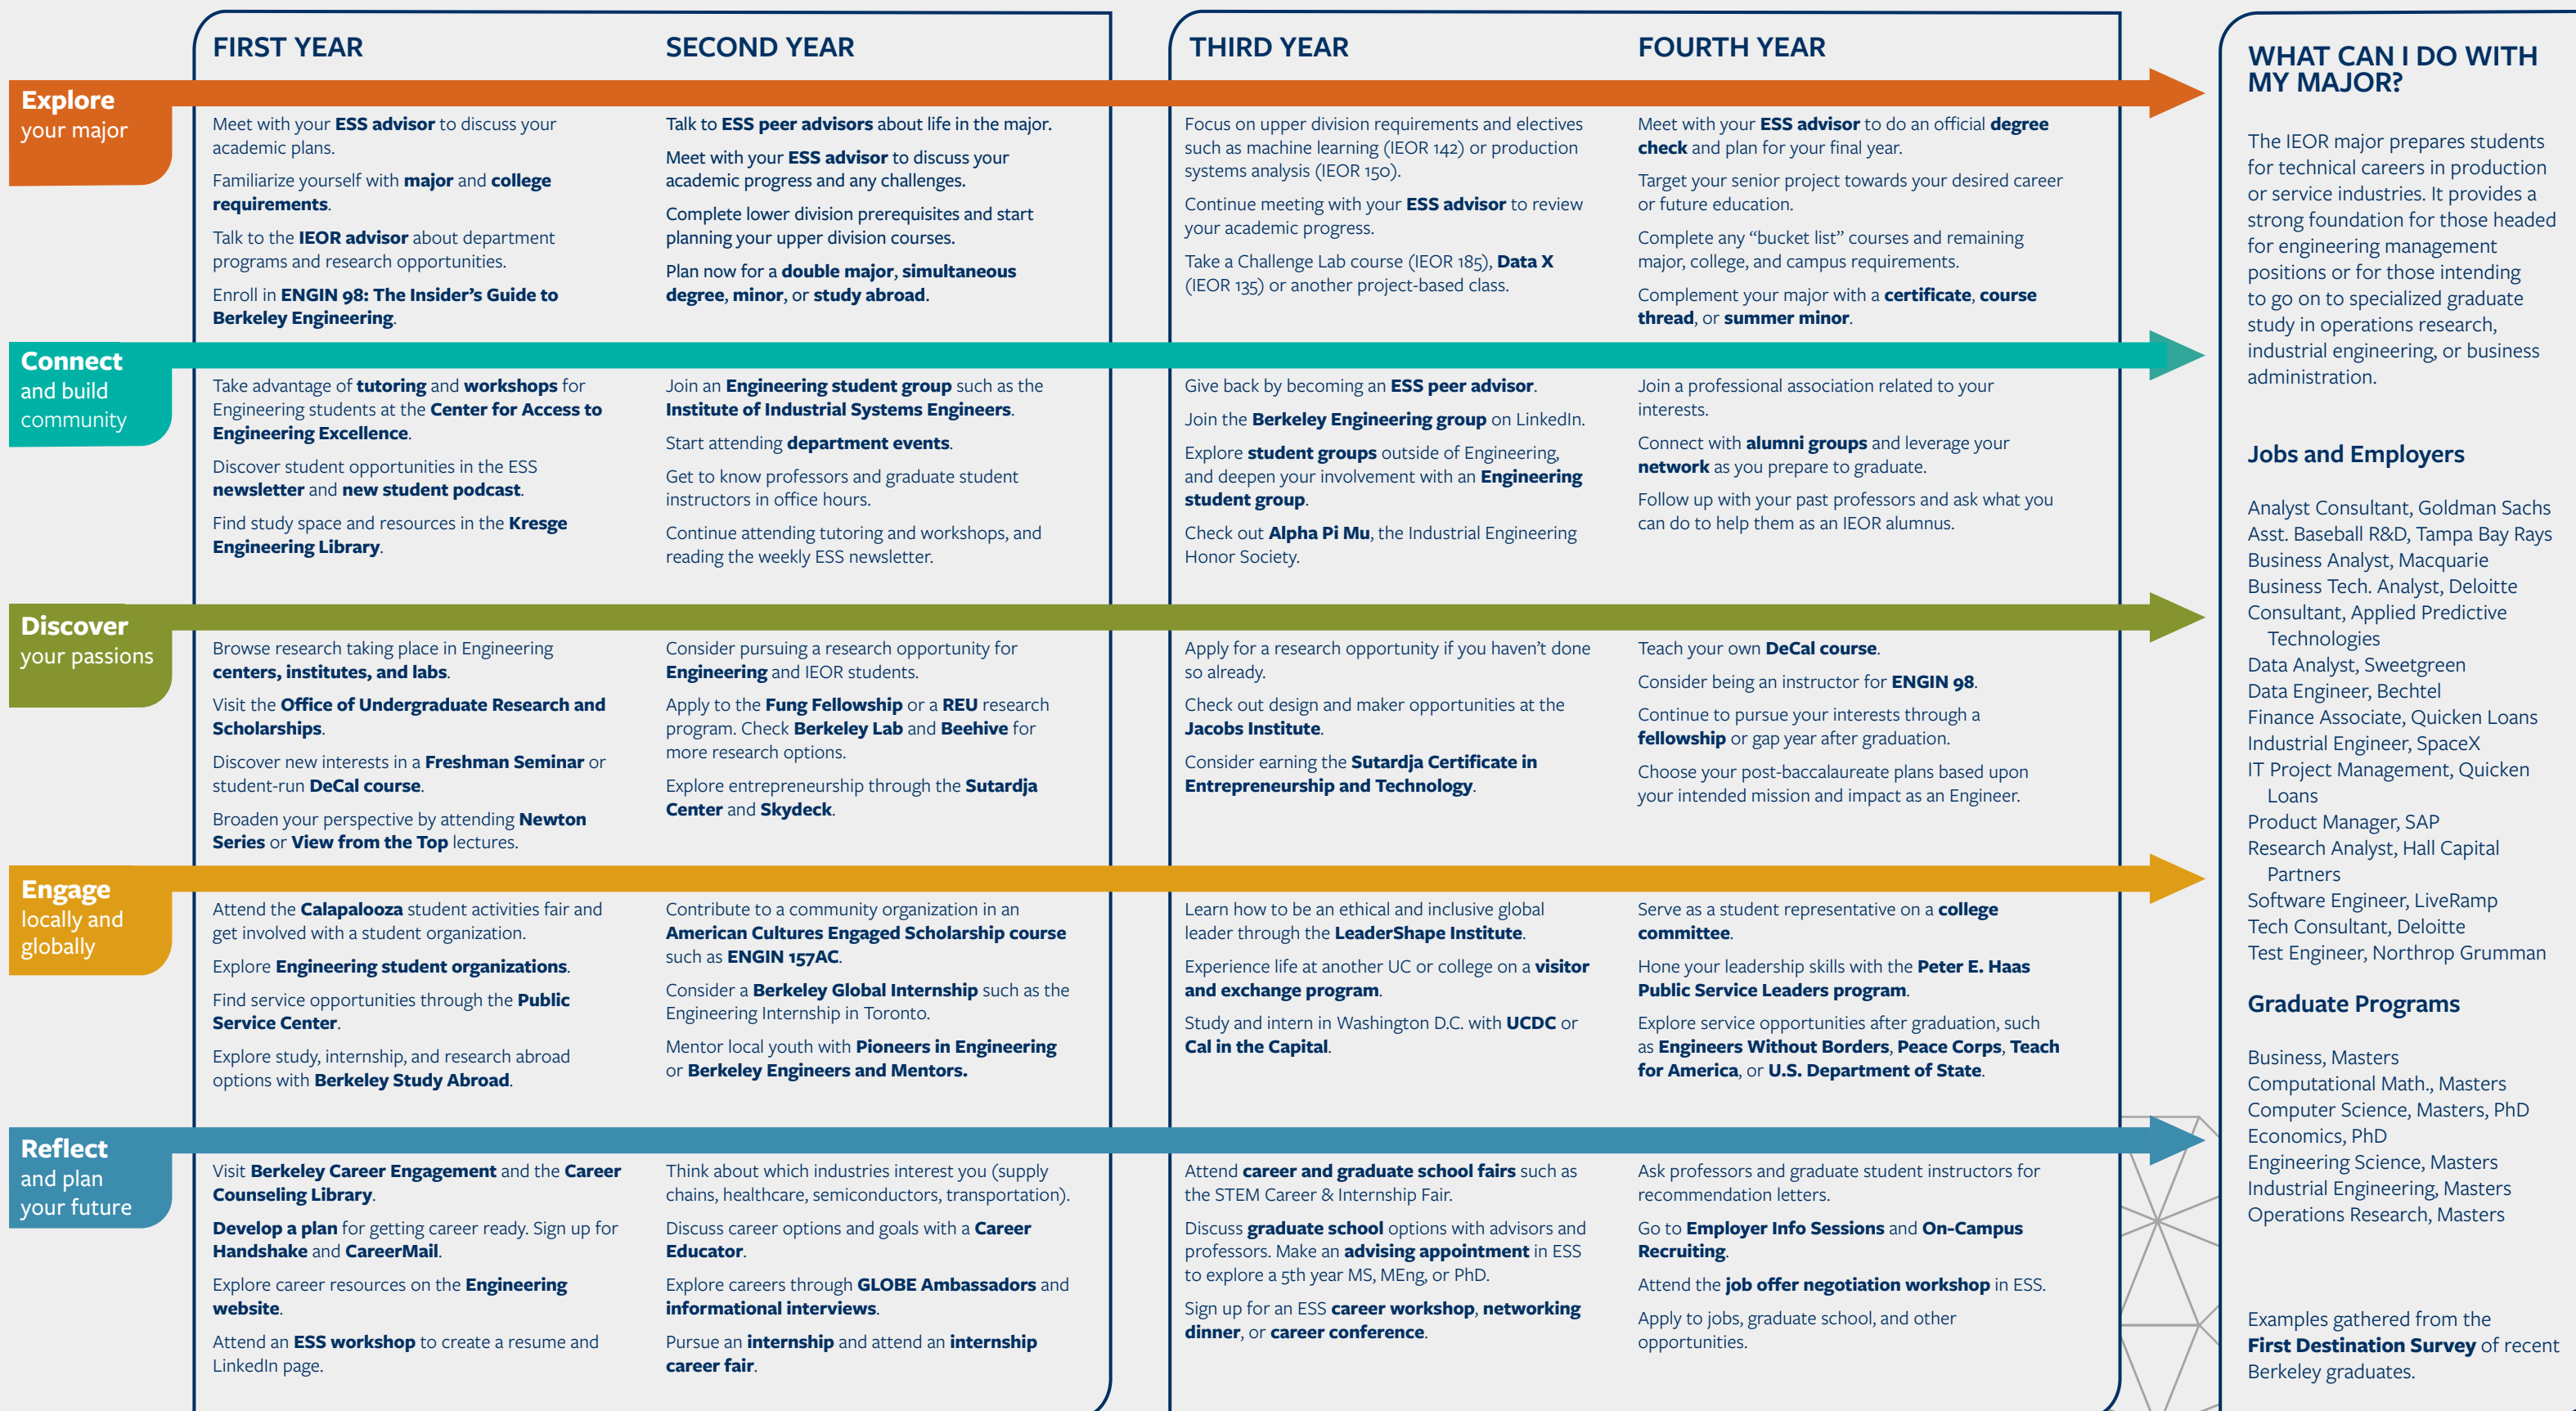 FIRST YEAR
SECOND YEAR
THIRD YEAR
FOURTH YEAR
Explore
your major
Meet with your ESS advisor to discuss your
academic plans.
Familiarize yourself with major and college
requirements.
Talk to the IEOR advisor about department
programs and research opportunities.
Enroll in ENGIN 98: The Insider's Guide to
Berkeley Engineering.
Talk to ESS peer advisors about life in the major.
Meet with your ESS advisor to discuss your
academic progress and any challenges.
Complete lower division prerequisites and start
planning your upper division courses.
Plan now for a double major, simultaneous
degree, minor, or study abroad.
Focus on upper division requirements and electives
such as machine learning (IEOR 142) or production
systems analysis (IEOR 150).
Continue meeting with your ESS advisor to review
your academic progress.
Take a Challenge Lab course (IEOR 185), Data X
(IEOR 135) or another project-based class.
Meet with your ESS advisor to do an official degree
check and plan for your final year.
Target your senior project towards your desired career
or future education.
Complete any “bucket list” courses and remaining
major, college, and campus requirements.
Complement your major with a certificate, course
thread, or summer minor.
Connect
and build
community
Take advantage of tutoring and workshops for
Engineering students at the Center for Access to
Engineering Excellence.
Discover student opportunities in the ESS
newsletter and new student podcast.
Find study space and resources in the Kresge
Engineering Library.
Join an Engineering student group such as the
Institute of Industrial Systems Engineers.
Start attending department events.
Get to know professors and graduate student
instructors in office hours.
Continue attending tutoring and workshops, and
reading the weekly ESS newsletter.
Give back by becoming an ESS peer advisor.
Join the Berkeley Engineering group on LinkedIn.
Explore student groups outside of Engineering,
and deepen your involvement with an Engineering
student group.
Check out Alpha Pi Mu, the Industrial Engineering
Honor Society.
Join a professional association related to your
interests.
Connect with alumni groups and leverage your
network as you prepare to graduate.
Follow up with your past professors and ask what you
can do to help them as an IEOR alumnus.
Discover
your passions
Browse research taking place in Engineering
centers, institutes, and labs.
Visit the Office of Undergraduate Research and
Scholarships.
Discover new interests in a Freshman Seminar or
student-run DeCal course.
Broaden your perspective by attending Newton
Series or View from the Top lectures.
Consider pursuing a research opportunity for
Engineering and IEOR students.
Apply to the Fung Fellowship or a REU research
program. Check Berkeley Lab and Beehive for
more research options.
Explore entrepreneurship through the Sutardja
Center and Skydeck.
Apply for a research opportunity if you haven't done
so already.
Check out design and maker opportunities at the
Jacobs Institute.
Consider earning the Sutardja Certificate in
Entrepreneurship and Technology.
Teach your own DeCal course.
Consider being an instructor for ENGIN 98.
Continue to pursue your interests through a
fellowship or gap year after graduation.
Choose your post-baccalaureate plans based upon
your intended mission and impact as an Engineer.
Engage
locally and
globally
Attend the Calapalooza student activities fair and
get involved with a student organization.
Explore Engineering student organizations.
Find service opportunities through the Public
Service Center.
Explore study, internship, and research abroad
options with Berkeley Study Abroad.
Contribute to a community organization in an
American Cultures Engaged Scholarship course
such as ENGIN 157AC.
Consider a Berkeley Global Internship such as the
Engineering Internship in Toronto.
Mentor local youth with Pioneers in Engineering
or Berkeley Engineers and Mentors.
Learn how to be an ethical and inclusive global
leader through the LeaderShape Institute.
Experience life at another UC or college on a visitor
and exchange program.
Study and intern in Washington D.C. with UCDC or
Cal in the Capital.
Serve as a student representative on a college
committee.
Hone your leadership skills with the Peter E. Haas
Public Service Leaders program.
Explore service opportunities after graduation, such
as Engineers Without Borders, Peace Corps, Teach
for America, or U.S. Department of State.
Reflect
and plan
your future
Visit Berkeley Career Engagement and the Career
Counseling Library.
Develop a plan for getting career ready. Sign up for
Handshake and CareerMail.
Explore career resources on the Engineering
website.
Attend an ESS workshop to create a resume and
LinkedIn page.
Think about which industries interest you (supply
chains, healthcare, semiconductors, transportation).
Discuss career options and goals with a Career
Educator.
Explore careers through GLOBE Ambassadors and
informational interviews.
Pursue an internship and attend an internship
career fair.
Attend career and graduate school fairs such as
the STEM Career & Internship Fair.
Discuss graduate school options with advisors and
professors. Make an advising appointment in ESS
to explore a 5th year MS, MEng, or PhD.
Sign up for an ESS career workshop, networking
dinner, or career conference.
Ask professors and graduate student instructors for
recommendation letters.
Go to Employer Info Sessions and On-Campus
Recruiting.
Attend the job offer negotiation workshop in ESS.
Apply to jobs, graduate school, and other
opportunities.
WHAT CAN I DO WITH
MY MAJOR?
The IEOR major prepares students
for technical careers in production
or service industries. It provides a
strong foundation for those headed
for engineering management
positions or for those intending
to go on to specialized graduate
study in operations research,
industrial engineering, or business
administration.
Jobs and Employers
Analyst Consultant, Goldman Sachs
Asst. Baseball R&D, Tampa Bay Rays
Business Analyst, Macquarie
Business Tech. Analyst, Deloitte
Consultant, Applied Predictive
Technologies
Data Analyst, Sweetgreen
Data Engineer, Bechtel
Finance Associate, Quicken Loans
Industrial Engineer, SpaceX
IT Project Management, Quicken
Loans
Product Manager, SAP
Research Analyst, Hall Capital
Partners
Software Engineer, LiveRamp
Tech Consultant, Deloitte
Test Engineer, Northrop Grumman
Graduate Programs
Business, Masters
Computational Math., Masters
Computer Science, Masters, PhD
Economics, PhD
Engineering Science, Masters
Industrial Engineering, Masters
Operations Research, Masters
Examples gathered from the
First Destination Survey of recent
Berkeley graduates.